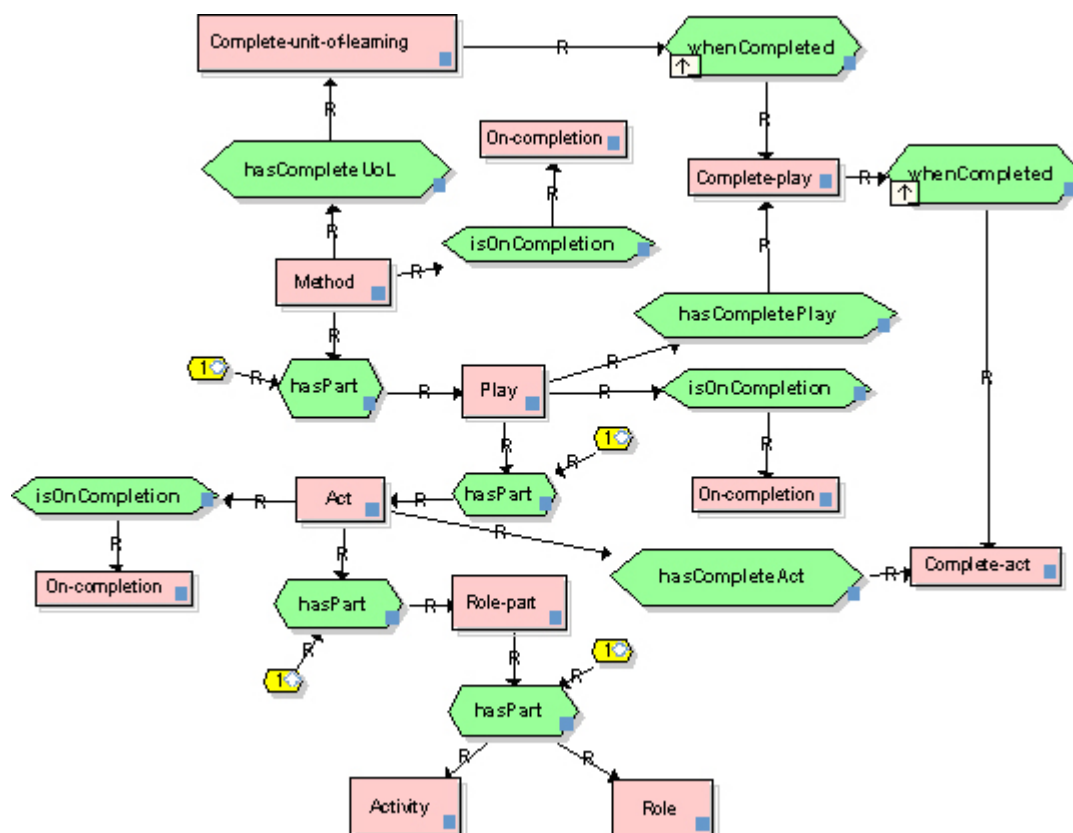 Complete-unit-of-learning
R
whenCompleted
R
R
On-completion
hasCompleteUoL
Complete-play
R
whenCompleted
R
R
isOnCompletion
R
Method
R
R
hasCompletePlay
R
R
1
R
hasPart
R
Play
R
isOnCompletion
R
R
1
R
R
isOnCompletion
R
Act
R
hasPart
On-completion
R
R
R
hasCompleteAct
R
Complete-act
On-completion
hasPart
R
Role-part
R
1
R
1
R
hasPart
R
R
Activity
Role